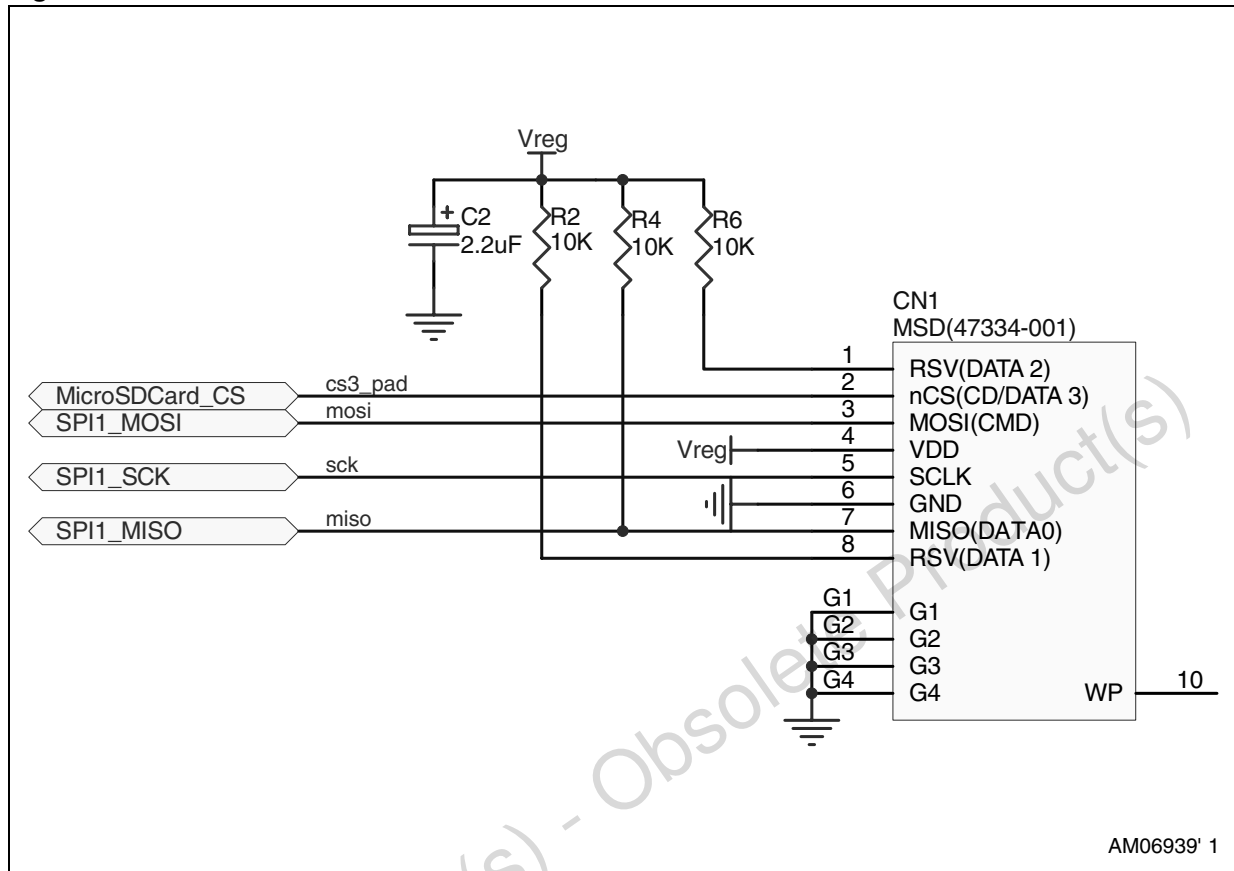 Vreg
C2
2.2uF
+
R2
10K
R4
10K
R6
10K
CN1
MSD(47334-001)
MicroSDCard_CS
cs3_pad
SPI1_MOSI
mosi
SPI1_SCK
sck
SPI1_MISO
miso
Vreg
1
RSV(DATA 2)
2
nCS(CD/DATA 3)
3
MOSI(CMD)
4
VDD
5
SCLK
6
GND
7
MISO(DATA0)
8
RSV(DATA 1)
G1
G1
G2
G2
G3
G3
G4
G4
WP
10
(s) - Obsolete Product(s)
AM06939' 1